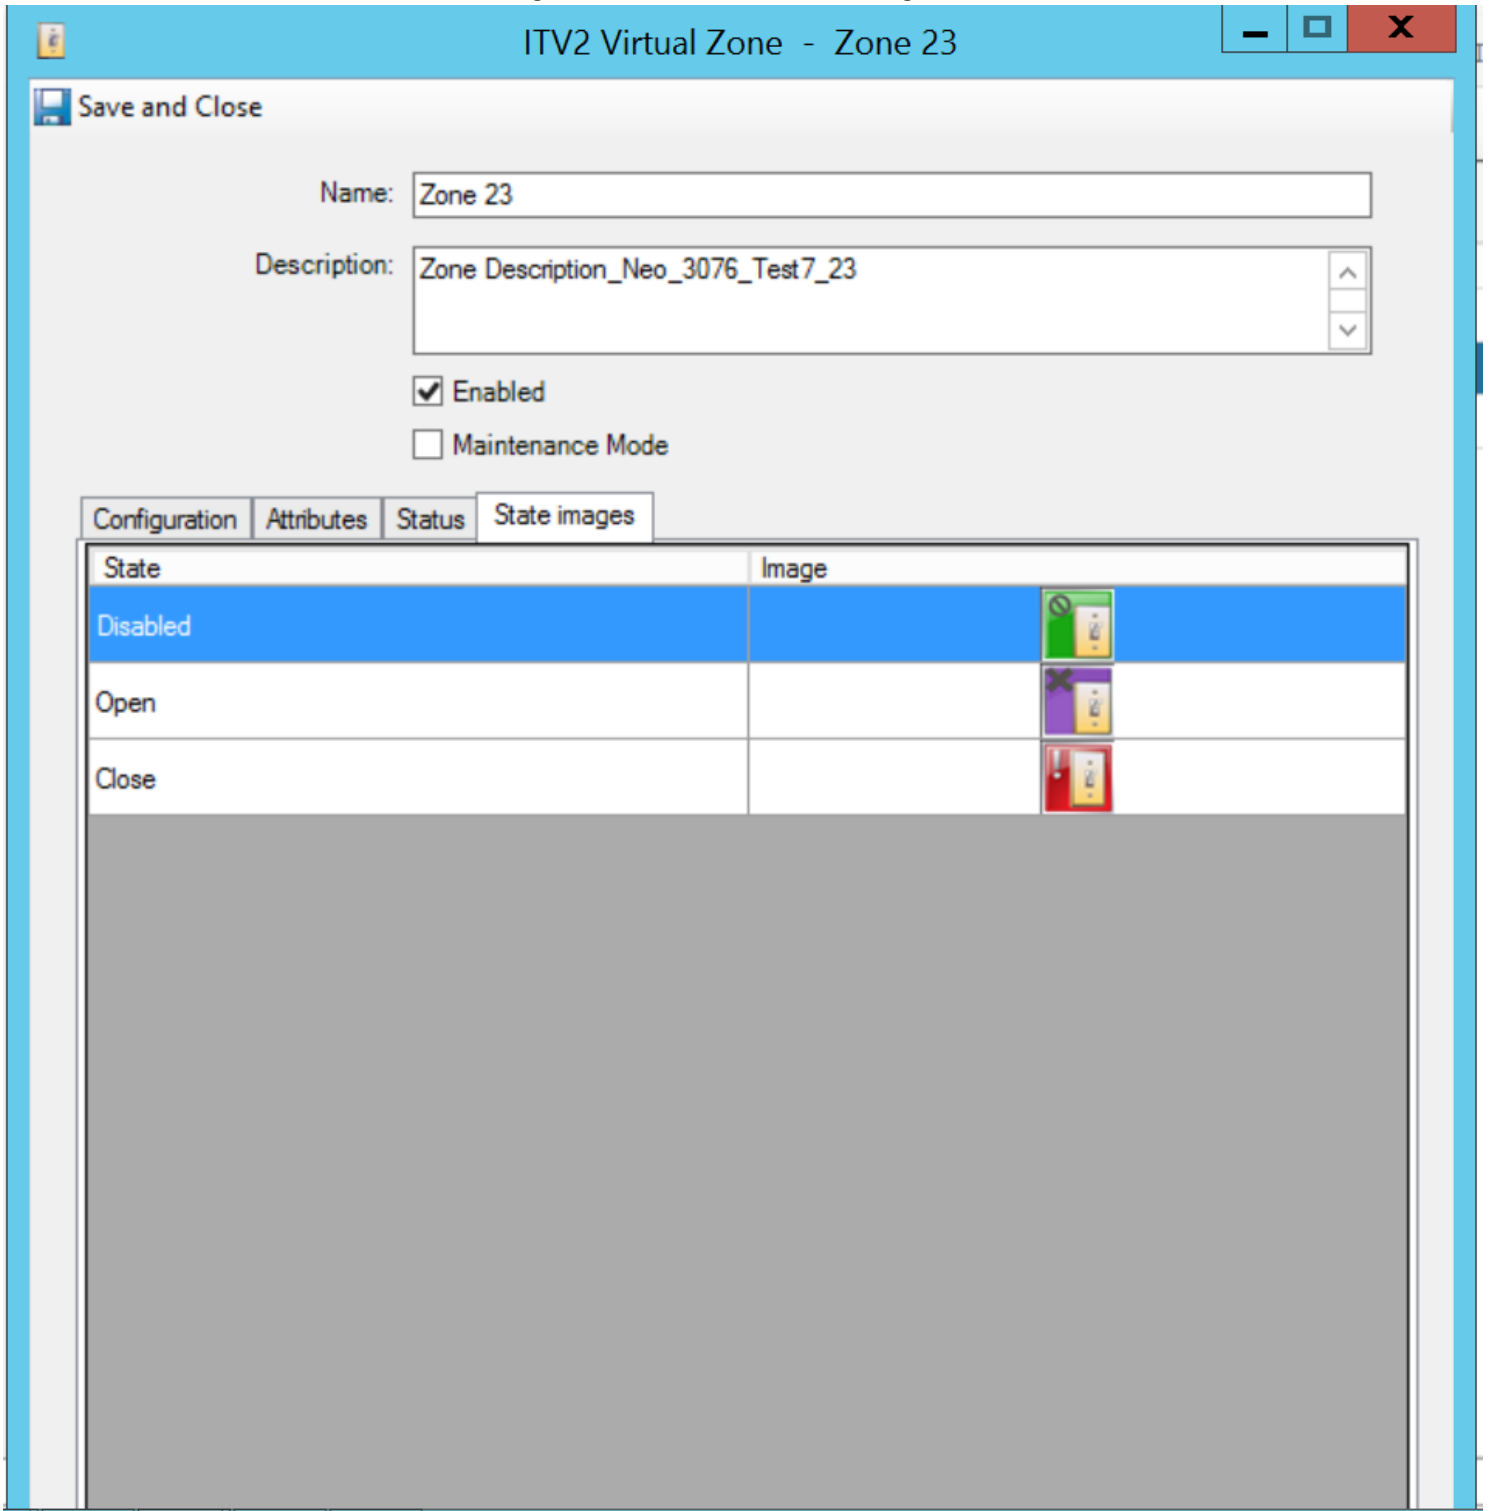 ITV2 Virtual Zone - Zone 23
Save and Close
Name: Zone 23
Description: Zone Description_Neo_3076_Test7_23
Enabled
Maintenance Mode
Configuration Attributes Status State images
State Image
Disabled
Open
Close